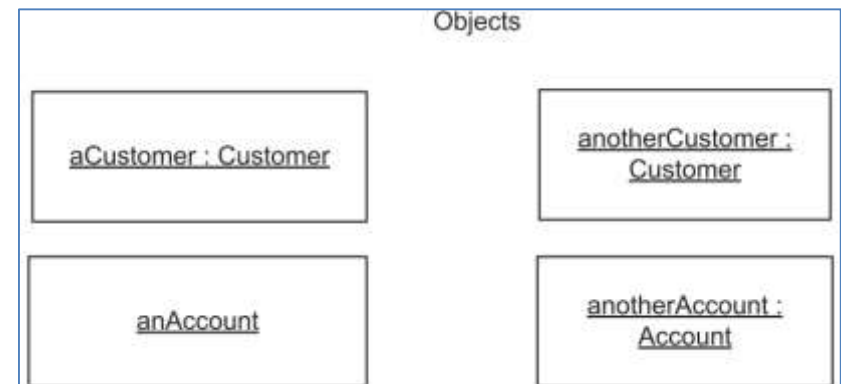 Objects
aCustomer : Customer
anotherCustomer :
Customer
anAccount
anotherAccount :
Account